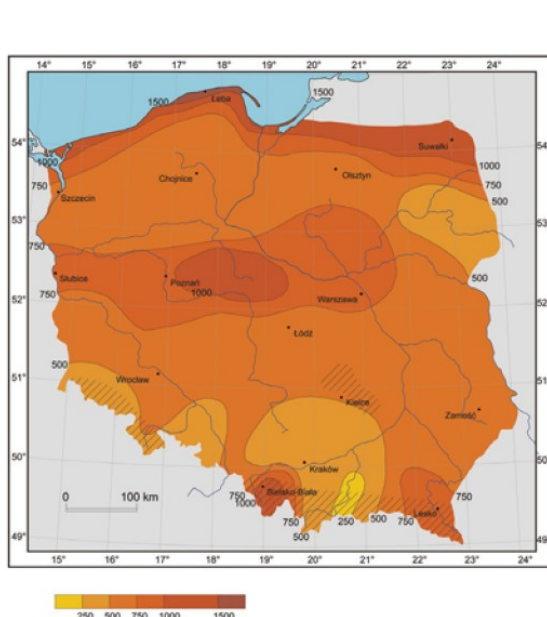 14° 15° 16° 17° 18° 19° 20° 21° 22° 23°
1500
Łeba
1500
54°
54°
Suwałki
1000
1000
750
Chojnice
Olsztyn
750
Szczecin
500
53°
53°
750
500
Słubice
Poznań
750
1000
Warszawa
52°
52°
Łódź
500
51°
51°
Wrocław
Kielce
Zamość
50°
50°
Kraków
0 100 km
750
1000
Bielsko-Biała
750
500
250
500
750
Lesko
750
49°
49°
15° 16° 17° 18° 19° 20° 21° 22° 23° 24°
250 500 750 1000 1500